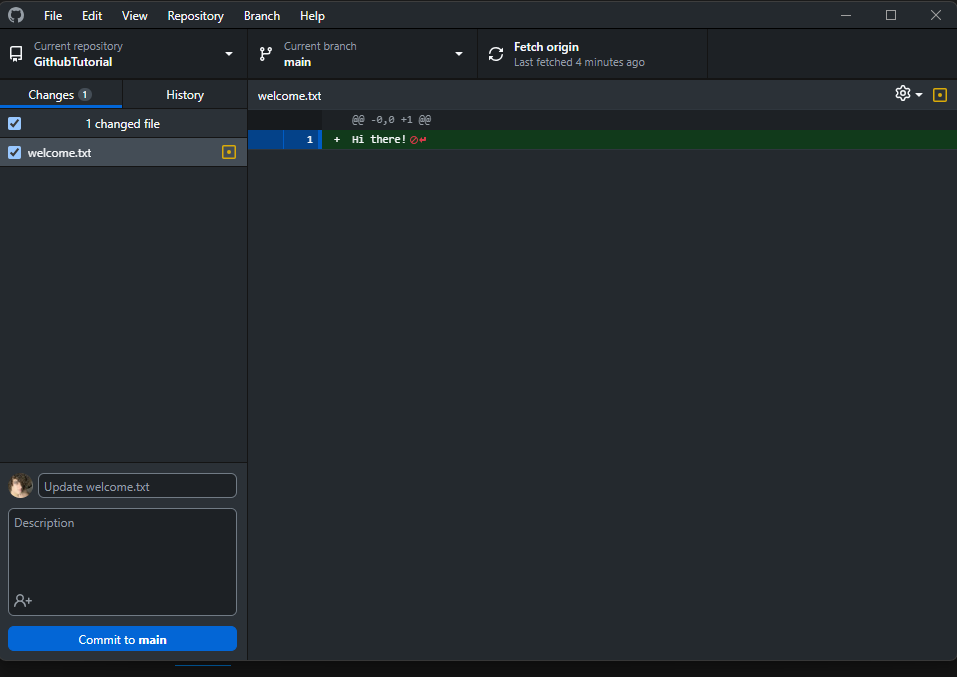 File Edit View Repository Branch Help
Current repository
GithubTutorial
Current branch
main
Fetch origin
Last fetched 4 minutes ago
Changes 1
History
welcome.txt
1 changed file
@@ -0,0 +1 @@
welcome.txt
1 + Hi there!
Update welcome.txt
Description
Commit to main